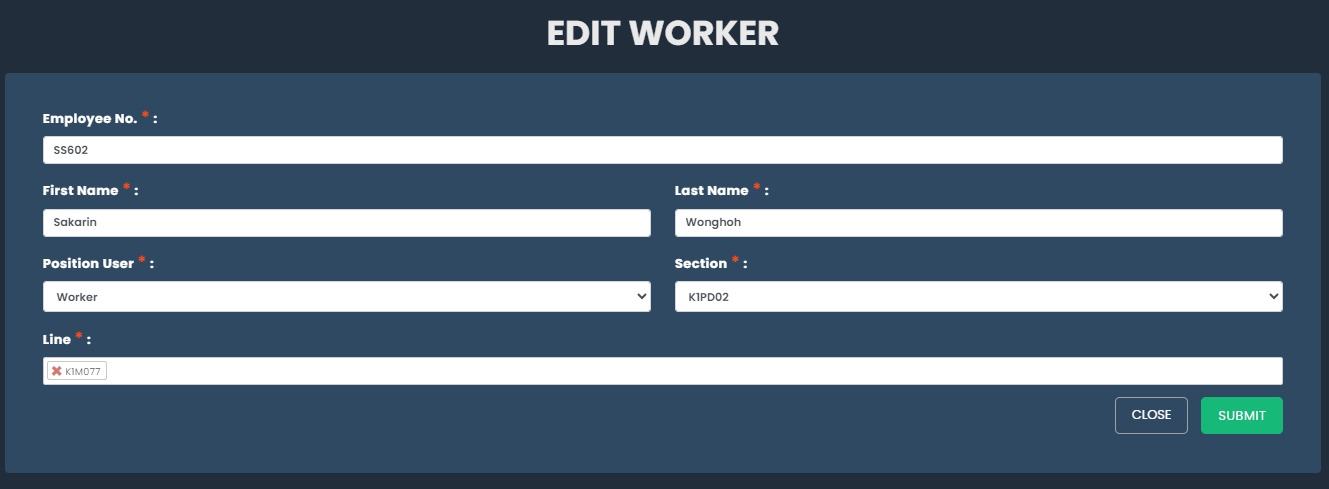 EDIT WORKER
Employee No. * :
SS602
First Name * :
Last Name * :
Sakarin
Wonghoh
Position User * :
Section * :
Worker
K1PD02
Line * :
K1M077
CLOSE
SUBMIT